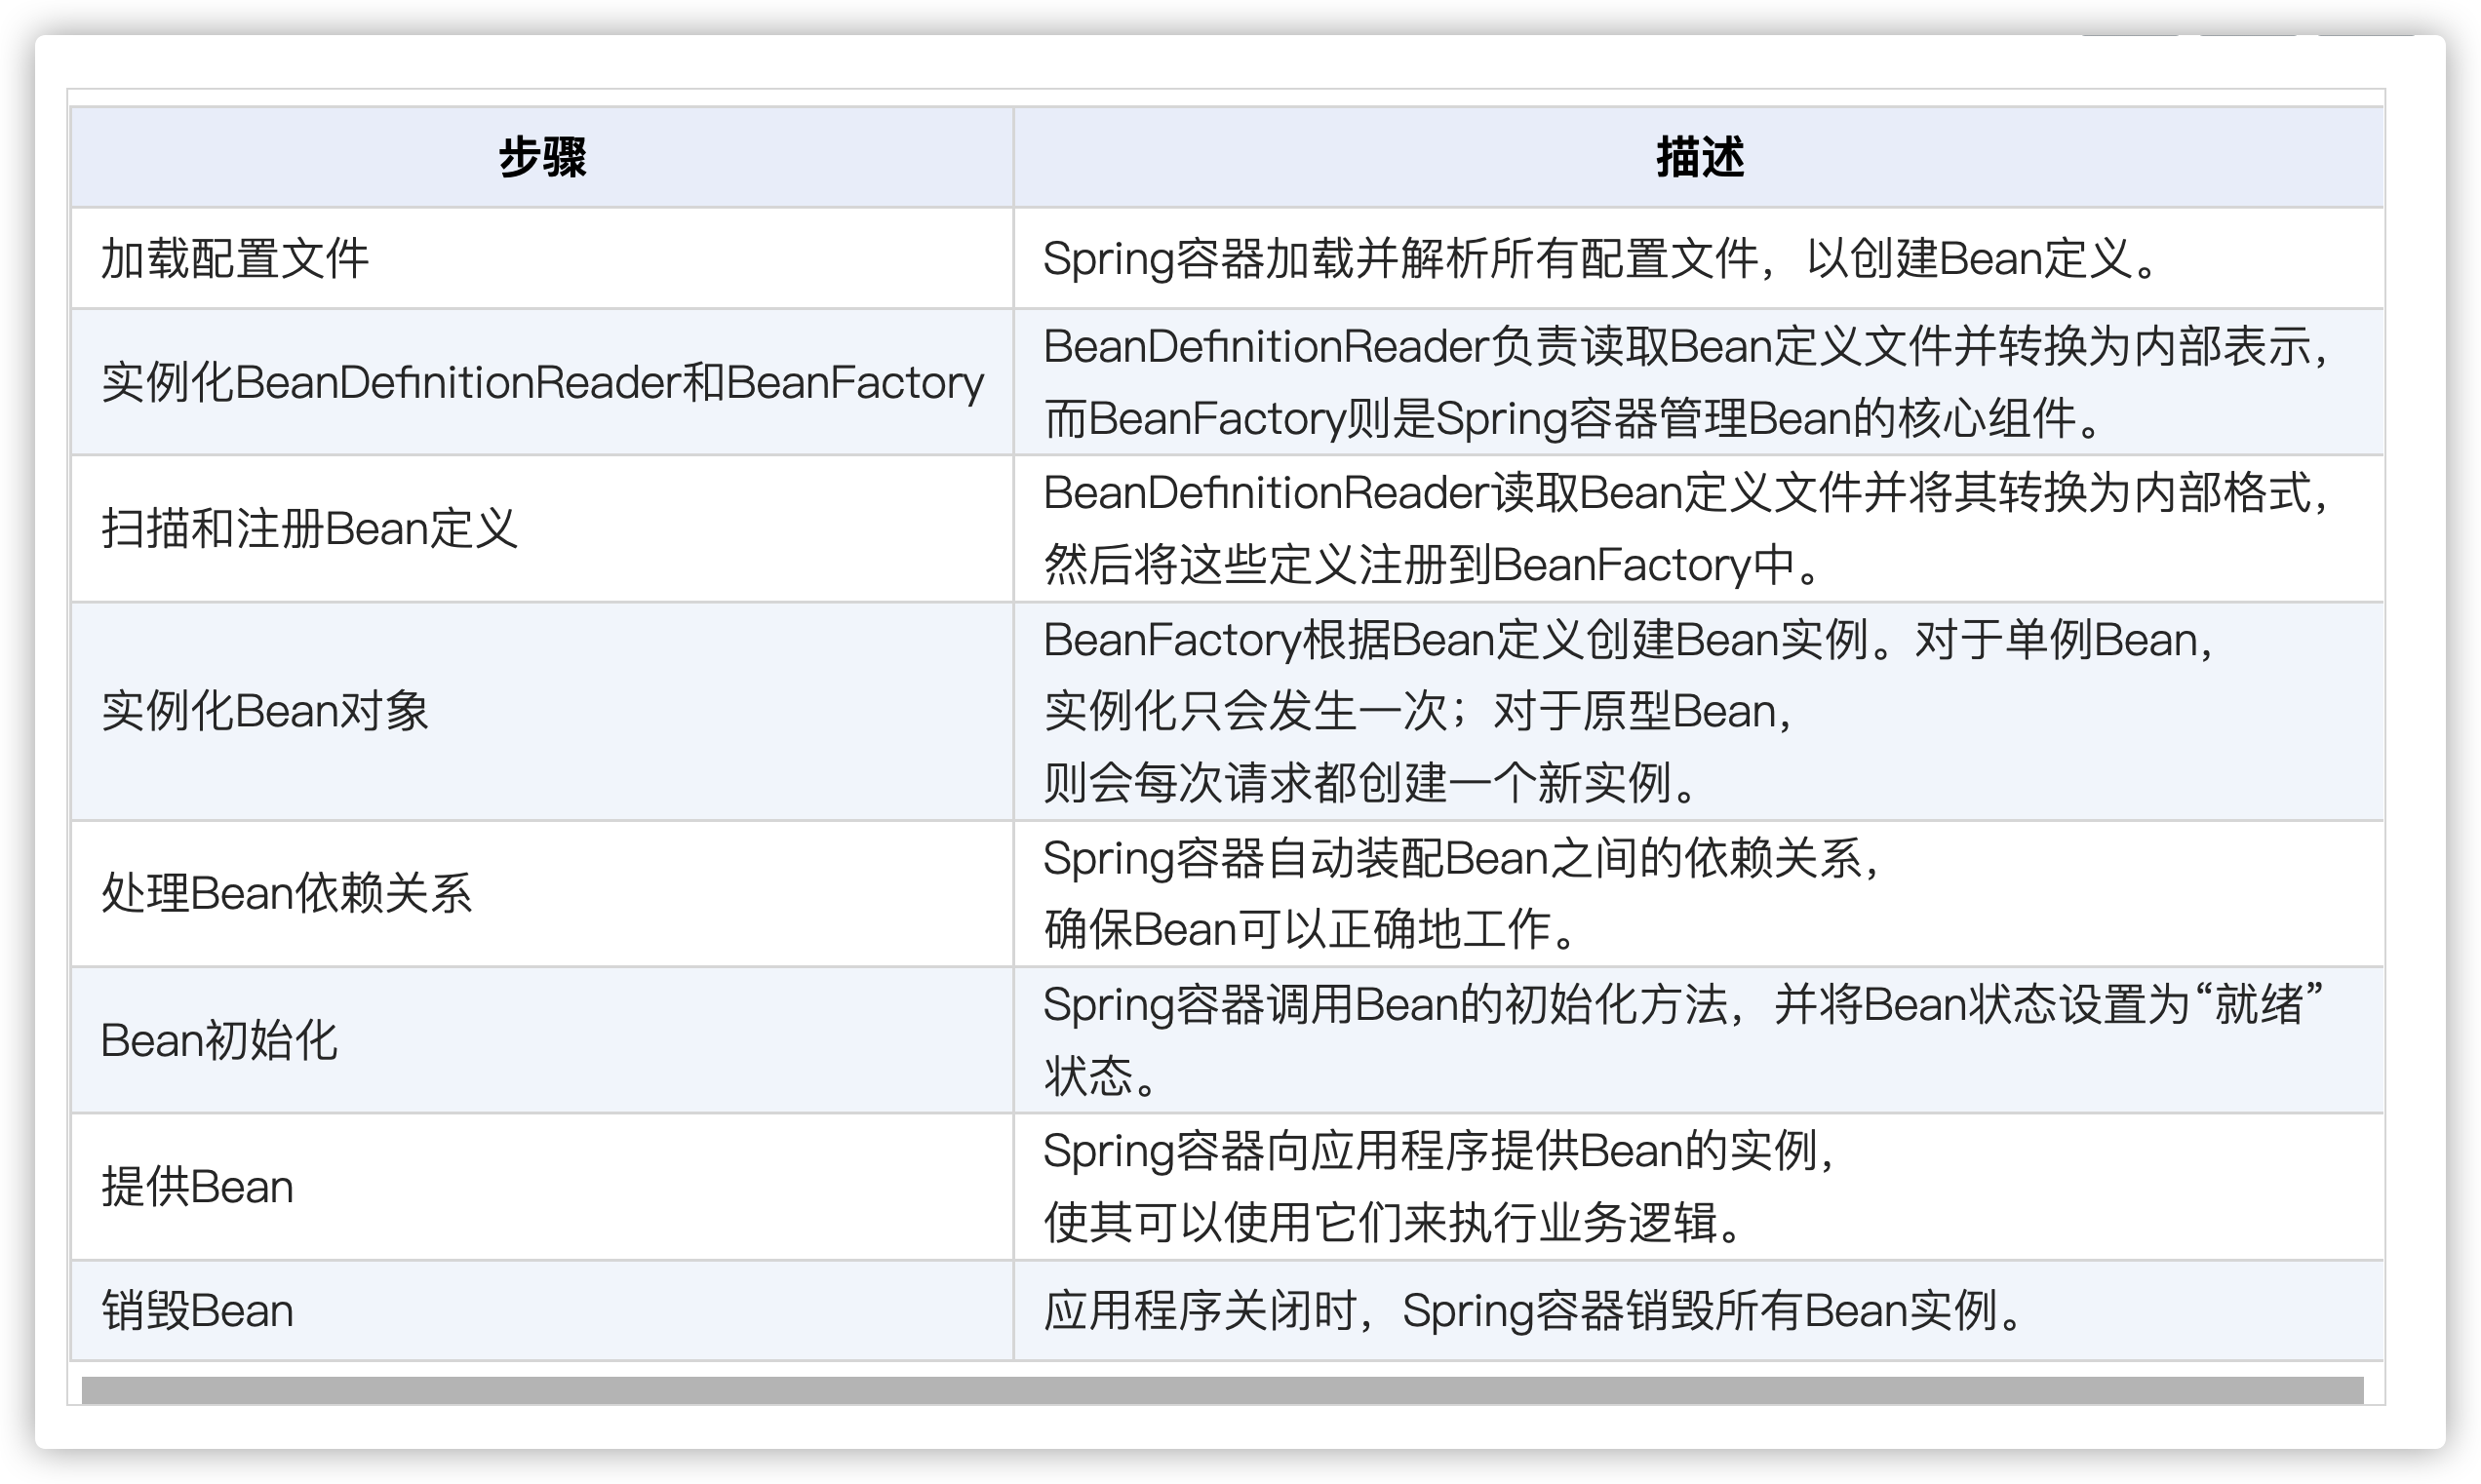 步骤
描述
加载配置文件
Spring容器加载并解析所有配置文件，以创建Bean定义。
实例化BeanDefinitionReader和BeanFactory
BeanDefinitionReader负责读取Bean定义文件并转换为内部表示，
而BeanFactory则是Spring容器管理Bean的核心组件。
扫描和注册Bean定义
BeanDefinitionReader读取Bean定义文件并将其转换为内部格式，
然后将这些定义注册到BeanFactory中。
实例化Bean对象
BeanFactory根据Bean定义创建Bean实例。对于单例Bean，
实例化只会发生一次；对于原型Bean，
则会每次请求都创建一个新实例。
处理Bean依赖关系
Spring容器自动装配Bean之间的依赖关系，
确保Bean可以正确地工作。
Bean初始化
Spring容器调用Bean的初始化方法，并将Bean状态设置为“就绪”
状态。
提供Bean
Spring容器向应用程序提供Bean的实例，
使其可以使用它们来执行业务逻辑。
销毁Bean
应用程序关闭时，Spring容器销毁所有Bean实例。